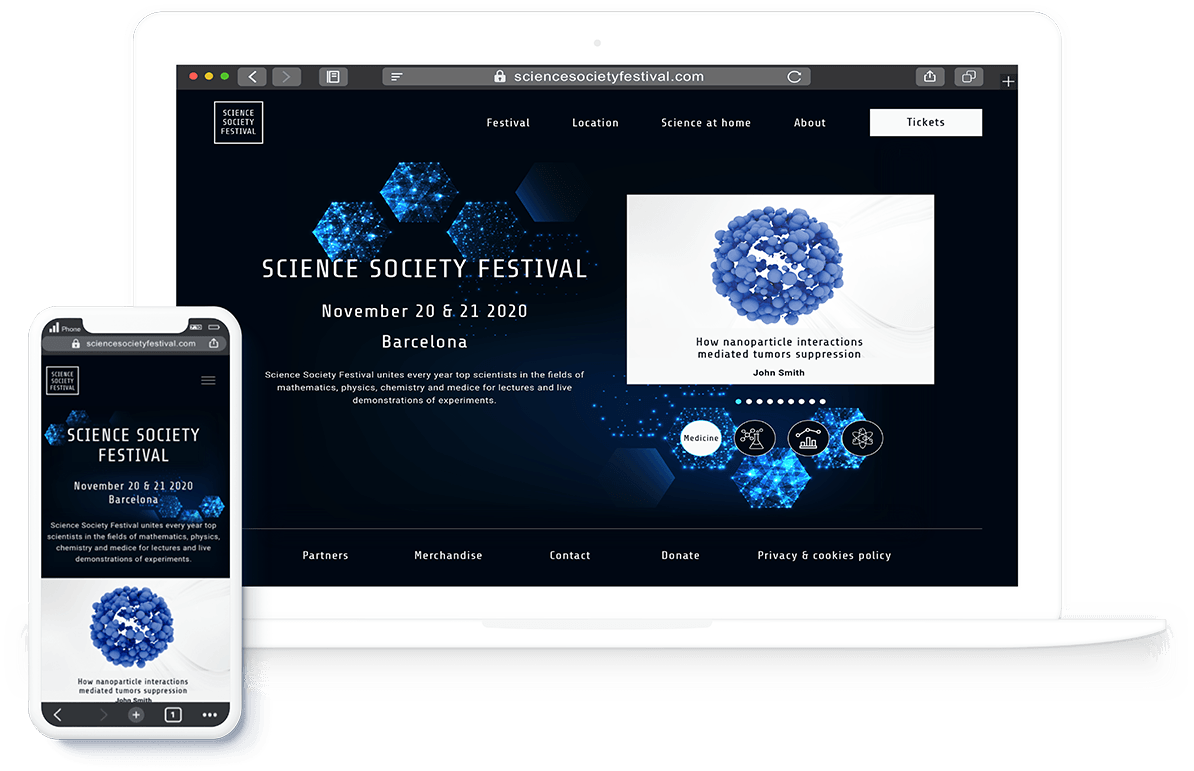 sciencesocietyfestival.com
SCIENCE
SOCIETY
FESTIVAL
Festival Location Science at home About Tickets
SCIENCE SOCIETY FESTIVAL
November 20 & 21 2020
Barcelona
Science Society Festival unites every year top scientists in the fields of
mathematics, physics, chemistry and medice for lectures and live
demonstrations of experiments.
How nanoparticle interactions
mediated tumors suppression
John Smith
Medicine
Partners Merchandise Contact Donate Privacy & cookies policy
Phone
sciencesocietyfestival.com
SCIENCE
SOCIETY
FESTIVAL
SCIENCE SOCIETY
FESTIVAL
November 20 & 21 2020
Barcelona
Science Society Festival unites every year top
scientists in the fields of mathematics, physics,
chemistry and medice for lectures and live
demonstrations of experiments.
How nanoparticle interactions
mediated tumors suppression
John Smith
1